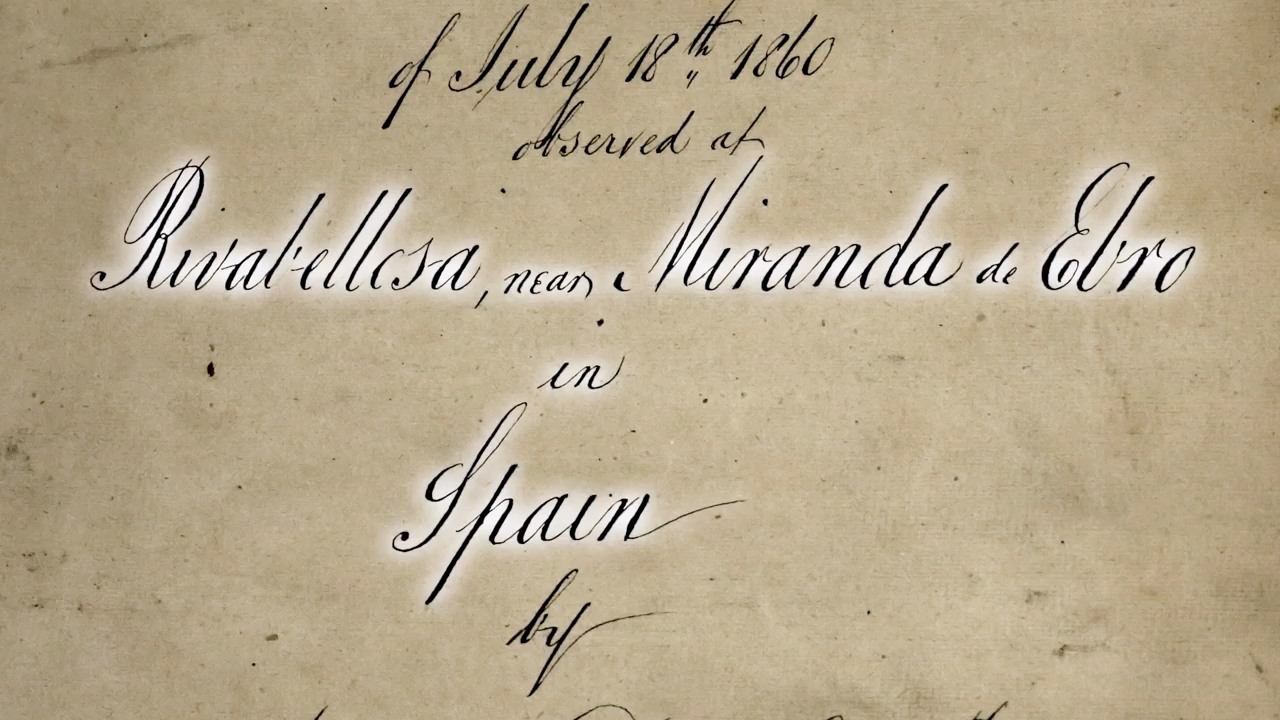 of July 18th 1860
observed at
Rivabellosa, near Miranda de Ebro
in
Spain
by